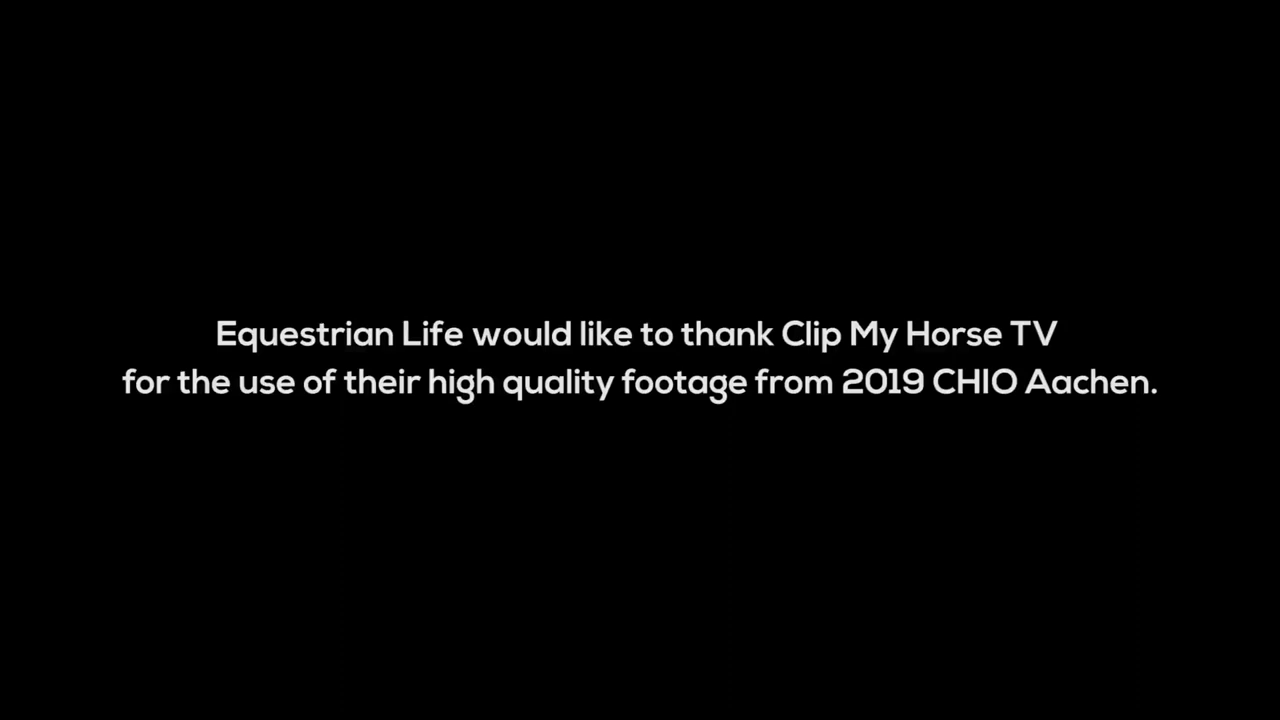 Equestrian Life would like to thank Clip My Horse TV
for the use of their high quality footage from 2019 CHIO Aachen.